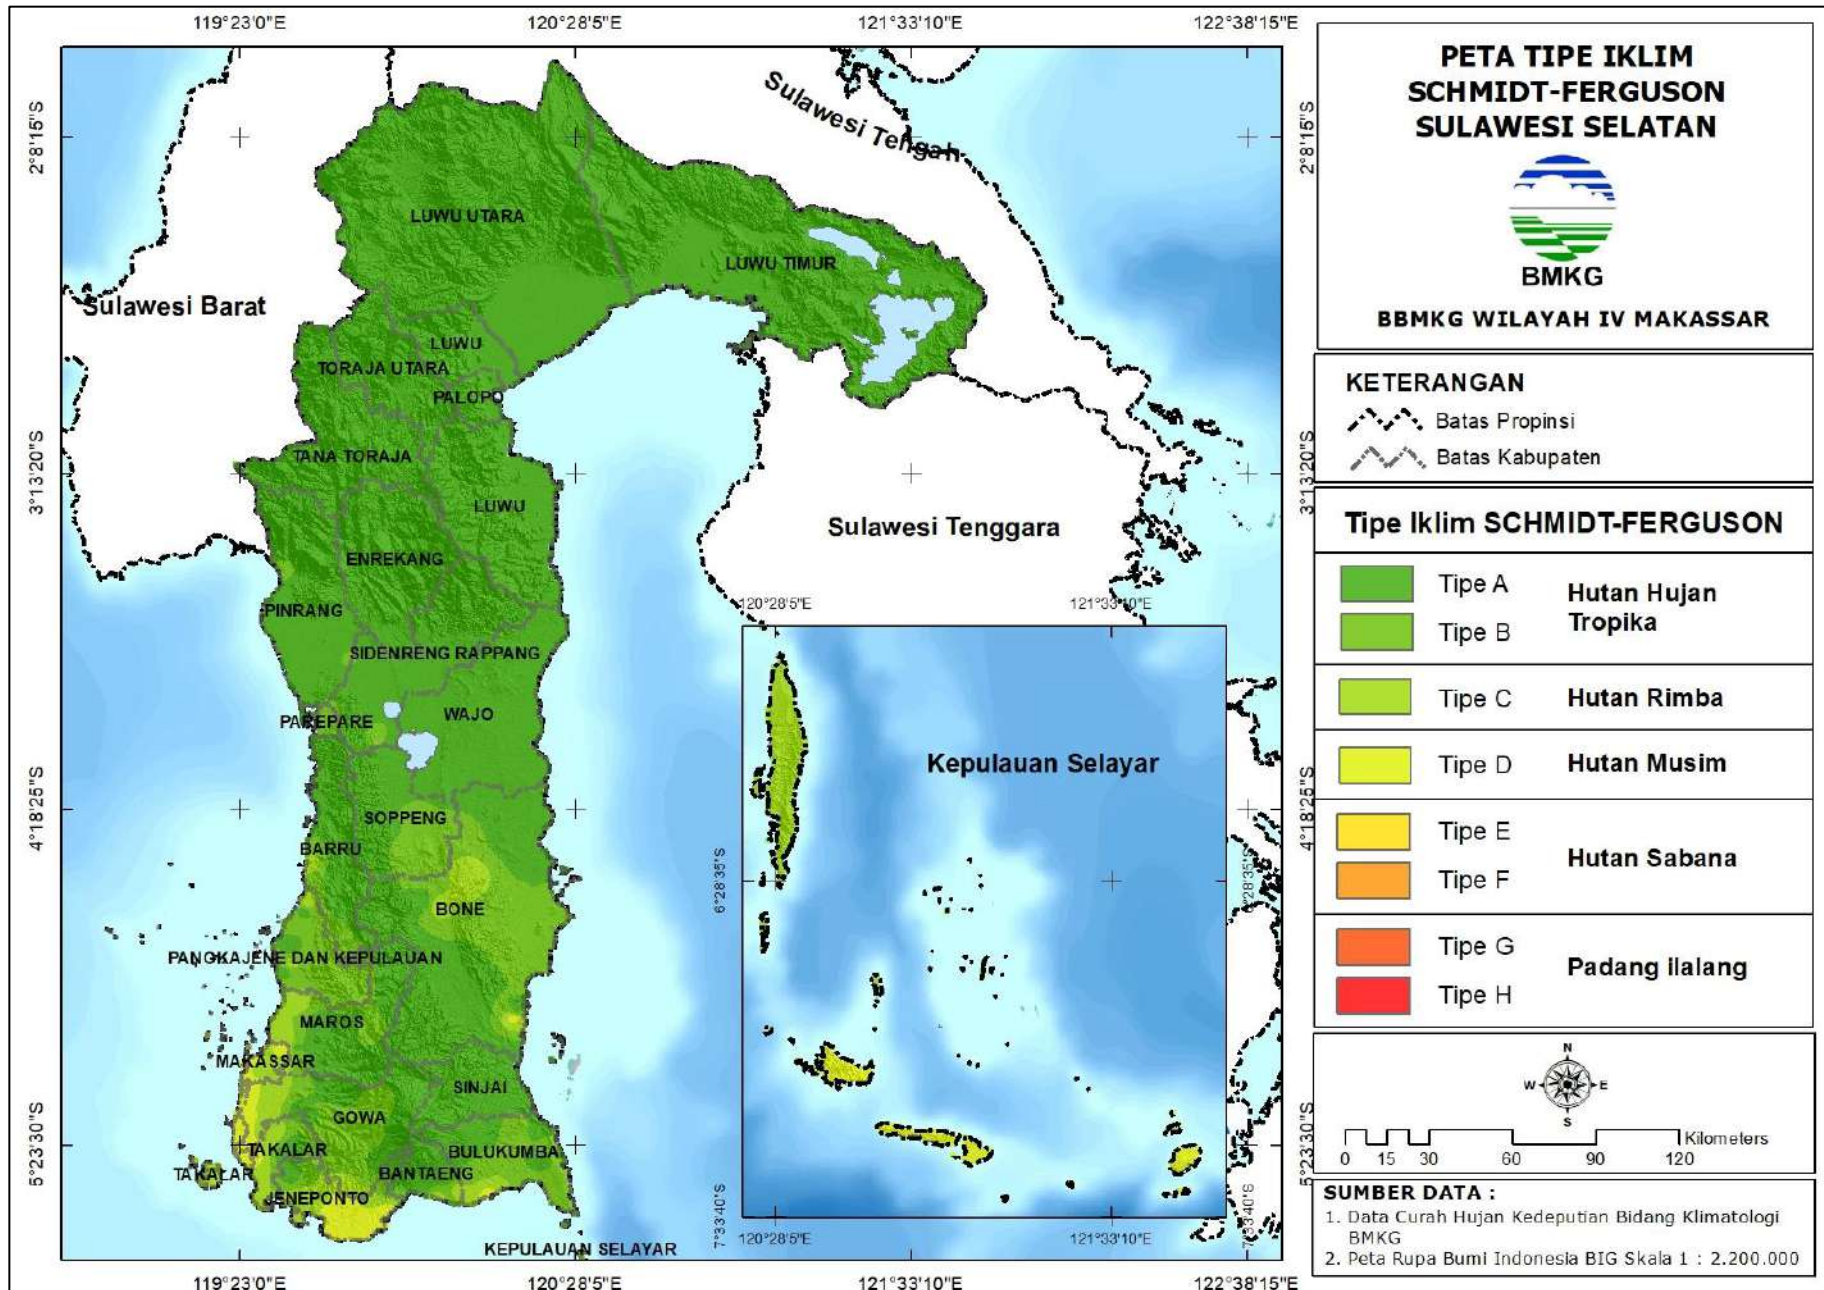 119°23'0"E
120°28'5"E
121°33'10"E
122°38'15"E
2°8'15"S
3°13'20"S
4°18'25"S
5°23'30"S
Sulawesi Tengah
LUWU UTARA
LUWU TIMUR
Sulawesi Barat
LUWU
TORAJA UTARA
PALOPO
TANA TORAJA
LUWU
Sulawesi Tenggara
ENREKANG
PINRANG
SIDENRENG RAPPANG
WAJO
PAREPARE
SOPPENG
BARRU
BONE
PANGKAJENE DAN KEPULAUAN
MAROS
MAKASSAR
SINJAI
GOWA
TAKALAR
BULUKUMBA
TAKALAR
BANTAENG
JENEPONTO
KEPULAUAN SELAYAR
119°23'0"E
120°28'5"E
121°33'10"E
122°38'15"E
120°28'5"E
121°33'10"E
Kepulauan Selayar
6°28'35"S
6°28'35"S
7°33'40"S
7°33'40"S
120°28'5"E
121°33'10"E
2°8'15"S
3°13'20"S
4°18'25"S
5°23'30"S
PETA TIPE IKLIM
SCHMIDT-FERGUSON
SULAWESI SELATAN
BMKG
BBMKG WILAYAH IV MAKASSAR
KETERANGAN
Batas Propinsi
Batas Kabupaten
Tipe Iklim SCHMIDT-FERGUSON
Tipe A
Tipe B
Hutan Hujan
Tropika
Tipe C
Hutan Rimba
Tipe D
Hutan Musim
Tipe E
Tipe F
Hutan Sabana
Tipe G
Tipe H
Padang ilalang
N
W
E
S
Kilometers
0 15 30 60 90 120
SUMBER DATA :
1. Data Curah Hujan Kedeputian Bidang Klimatologi
BMKG
2. Peta Rupa Bumi Indonesia BIG Skala 1 : 2.200.000